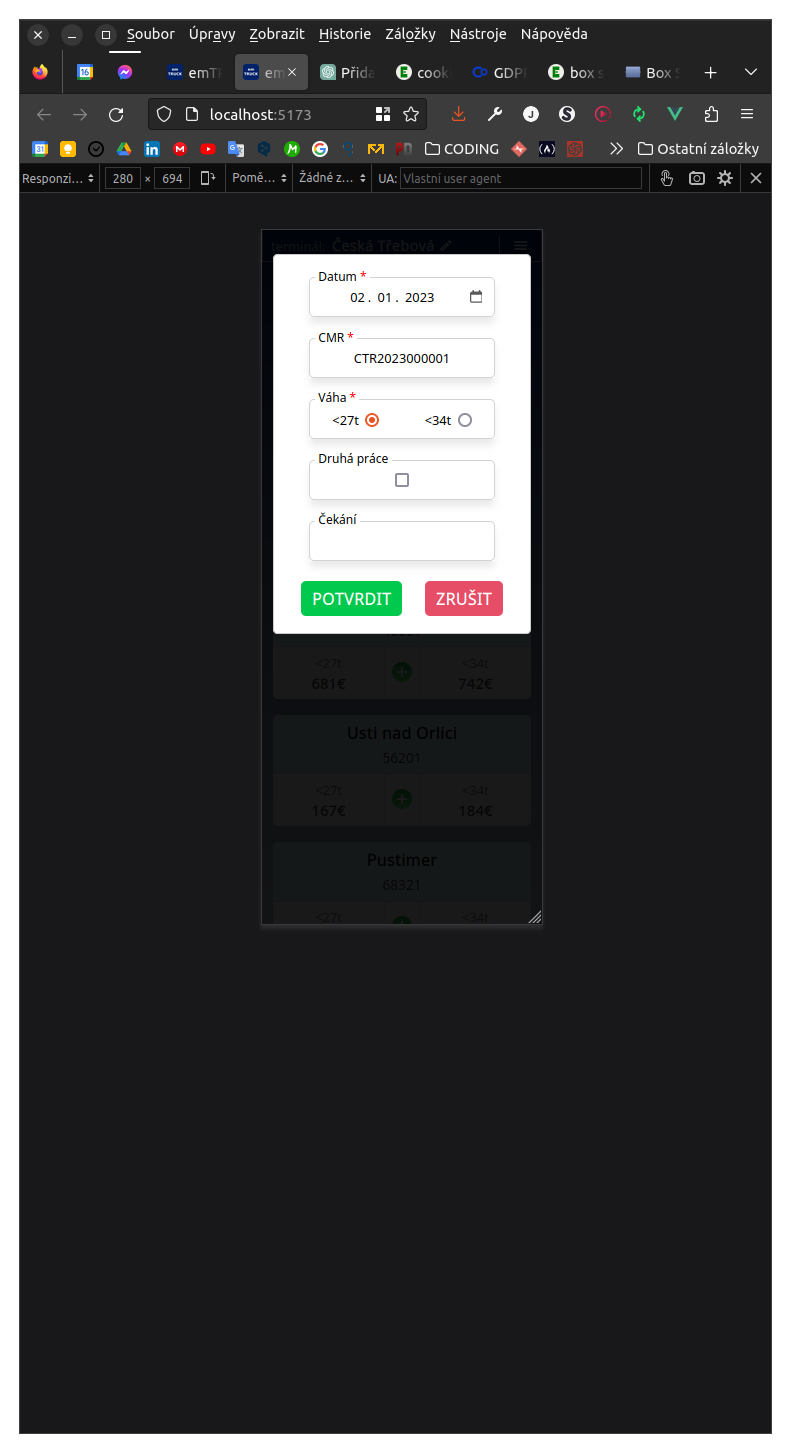 Soubor Úpravy Zobrazit Historie Záložky Nástroje Nápověda
16 emT em Přida cook GDPR box s Box S
localhost:5173
31 CODING Ostatní záložky
Responzi... 280 × 694 Pomě... Žádné z... UA: Vlastní user agent
terminál: Česká Třebová
Datum *
02 . 01 . 2023
CMR *
CTR2023000001
Váha *
<27t <34t
Druhá práce
Čekání
POTVRDIT ZRUŠIT
<27t <34t
681€ 742€
Usti nad Orlici
56201
<27t <34t
167€ 184€
Pustimer
68321
<27t <34t